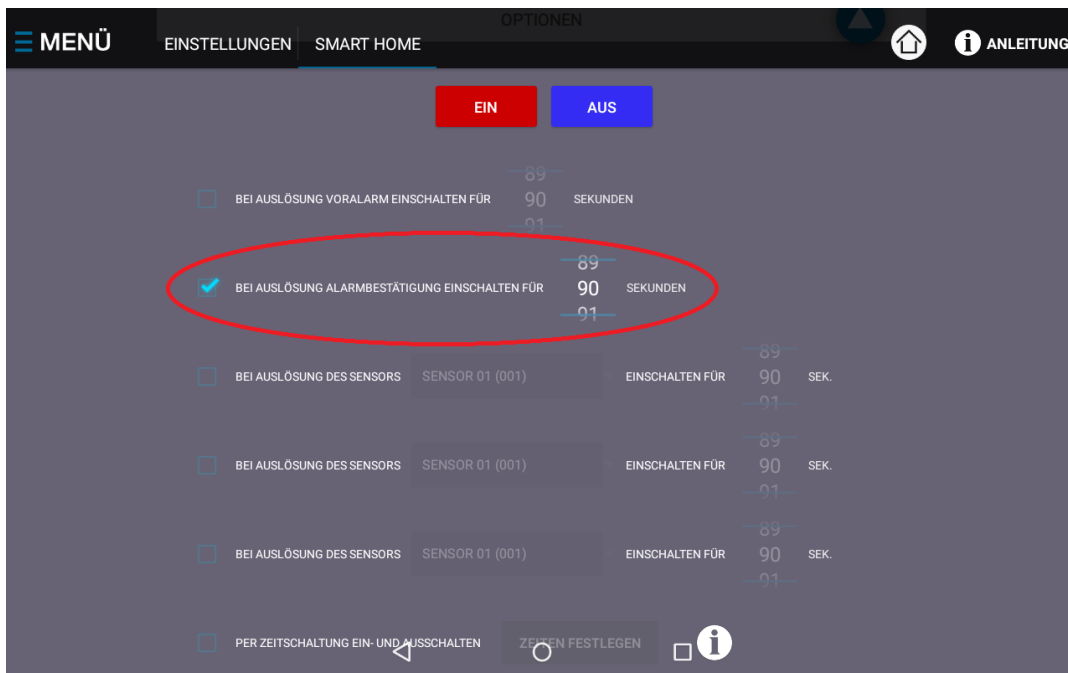 OPTIONEN
MENÜ
EINSTELLUNGEN
SMART HOME
i ANLEITUNG
EIN
AUS
89
BEI AUSLÖSUNG VORALARM EINSCHALTEN FÜR 90 SEKUNDEN
91
89
BEI AUSLÖSUNG ALARMBESTÄTIGUNG EINSCHALTEN FÜR 90 SEKUNDEN
91
89
BEI AUSLÖSUNG DES SENSORS SENSOR 01 (001) EINSCHALTEN FÜR 90 SEK.
91
89
BEI AUSLÖSUNG DES SENSORS SENSOR 01 (001) EINSCHALTEN FÜR 90 SEK.
91
89
BEI AUSLÖSUNG DES SENSORS SENSOR 01 (001) EINSCHALTEN FÜR 90 SEK.
91
PER ZEITSCHALTUNG EIN- UND AUSSCHALTEN ZEITEN FESTLEGEN i